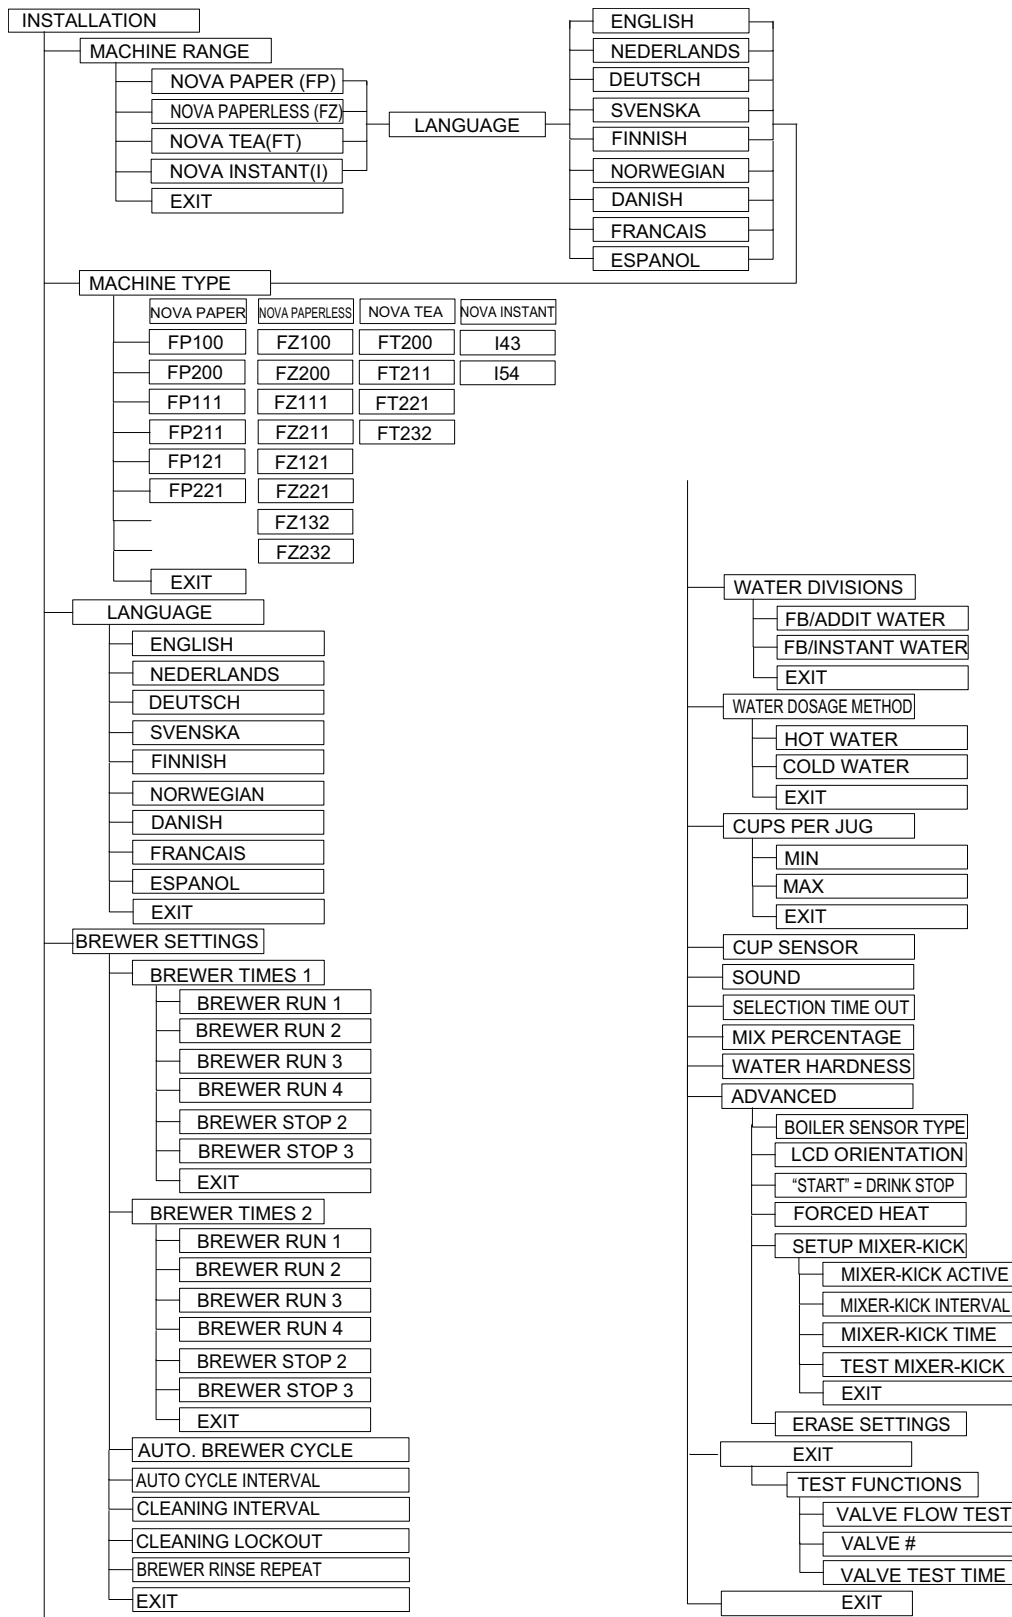 INSTALLATION
MACHINE RANGE
NOVA PAPER (FP)
NOVA PAPERLESS (FZ)
NOVA TEA(FT)
NOVA INSTANT(I)
EXIT
LANGUAGE
ENGLISH
NEDERLANDS
DEUTSCH
SVENSKA
FINNISH
NORWEGIAN
DANISH
FRANCAIS
ESPANOL
MACHINE TYPE
NOVA PAPER NOVA PAPERLESS NOVA TEA NOVA INSTANT
FP100 FZ100 FT200 I43
FP200 FZ200 FT211 I54
FP111 FZ111 FT221
FP211 FZ211 FT232
FP121 FZ121
FP221 FZ221
FZ132
FZ232
EXIT
LANGUAGE
ENGLISH
NEDERLANDS
DEUTSCH
SVENSKA
FINNISH
NORWEGIAN
DANISH
FRANCAIS
ESPANOL
EXIT
BREWER SETTINGS
BREWER TIMES 1
BREWER RUN 1
BREWER RUN 2
BREWER RUN 3
BREWER RUN 4
BREWER STOP 2
BREWER STOP 3
EXIT
BREWER TIMES 2
BREWER RUN 1
BREWER RUN 2
BREWER RUN 3
BREWER RUN 4
BREWER STOP 2
BREWER STOP 3
EXIT
AUTO. BREWER CYCLE
AUTO CYCLE INTERVAL
CLEANING INTERVAL
CLEANING LOCKOUT
BREWER RINSE REPEAT
EXIT
WATER DIVISIONS
FB/ADDIT WATER
FB/INSTANT WATER
EXIT
WATER DOSAGE METHOD
HOT WATER
COLD WATER
EXIT
CUPS PER JUG
MIN
MAX
EXIT
CUP SENSOR
SOUND
SELECTION TIME OUT
MIX PERCENTAGE
WATER HARDNESS
ADVANCED
BOILER SENSOR TYPE
LCD ORIENTATION
“START” = DRINK STOP
FORCED HEAT
SETUP MIXER-KICK
MIXER-KICK ACTIVE
MIXER-KICK INTERVAL
MIXER-KICK TIME
TEST MIXER-KICK
EXIT
ERASE SETTINGS
EXIT
TEST FUNCTIONS
VALVE FLOW TEST
VALVE #
VALVE TEST TIME
EXIT